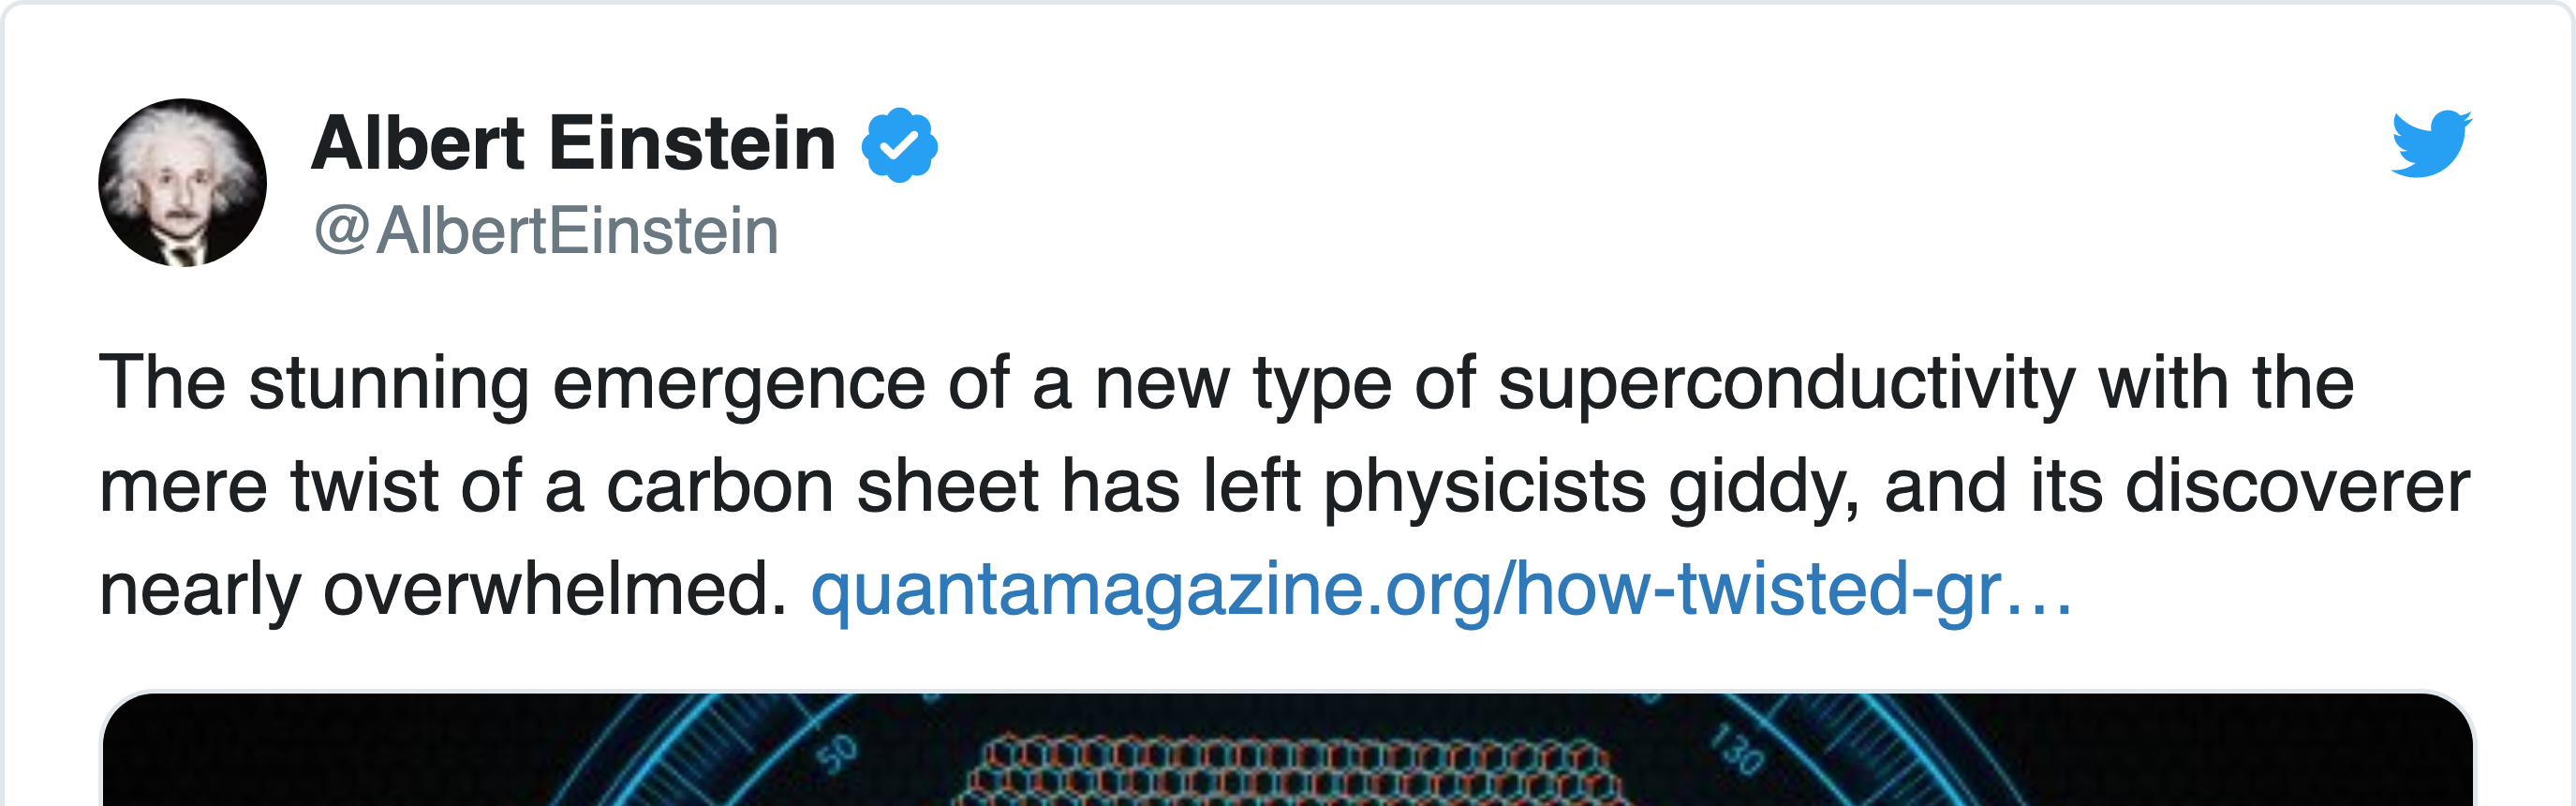 Albert Einstein
@AlbertEinstein
The stunning emergence of a new type of superconductivity with the
mere twist of a carbon sheet has left physicists giddy, and its discoverer
nearly overwhelmed. quantamagazine.org/how-twisted-gr…
50
130